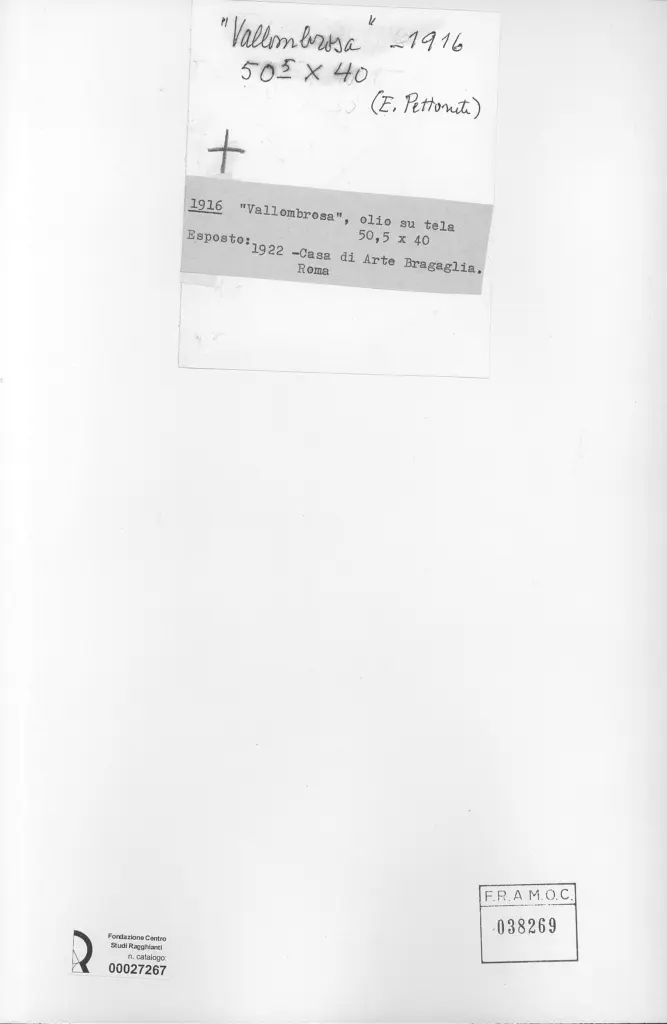 "Vallombrosa" - 1916
50⁵ X 40
(E. Pettoruti)
1916 "Vallombrosa", olio su tela
50,5 x 40
Esposto: 1922 -Casa di Arte Bragaglia.
Roma
F.R.A.M.O.C.
038269
Fondazione Centro
Studi Ragghianti
n. catalogo:
00027267